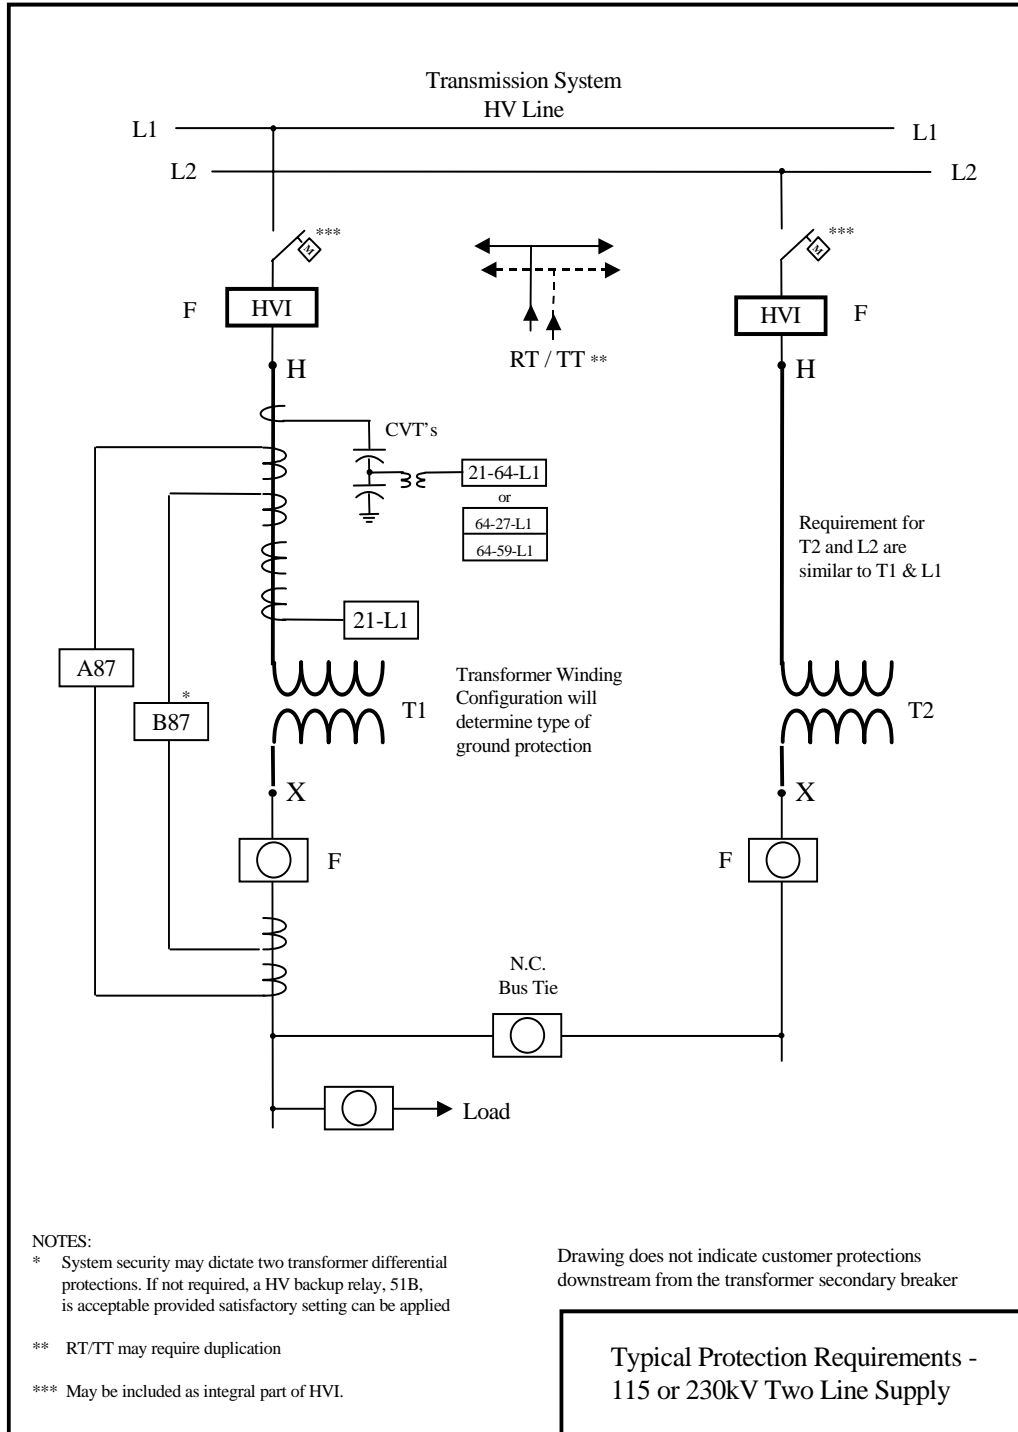 Transmission System
HV Line
L1
L1
L2
L2
***
M
***
M
F
HVI
HVI
F
RT / TT **
H
H
CVT's
21-64-L1
or
64-27-L1
64-59-L1
Requirement for
T2 and L2 are
similar to T1 & L1
21-L1
A87
*
B87
Transformer Winding
Configuration will
determine type of
ground protection
T1
T2
X
X
F
F
N.C.
Bus Tie
Load
NOTES:
* System security may dictate two transformer differential
protections. If not required, a HV backup relay, 51B,
is acceptable provided satisfactory setting can be applied
** RT/TT may require duplication
*** May be included as integral part of HVI.
Drawing does not indicate customer protections
downstream from the transformer secondary breaker
Typical Protection Requirements -
115 or 230kV Two Line Supply